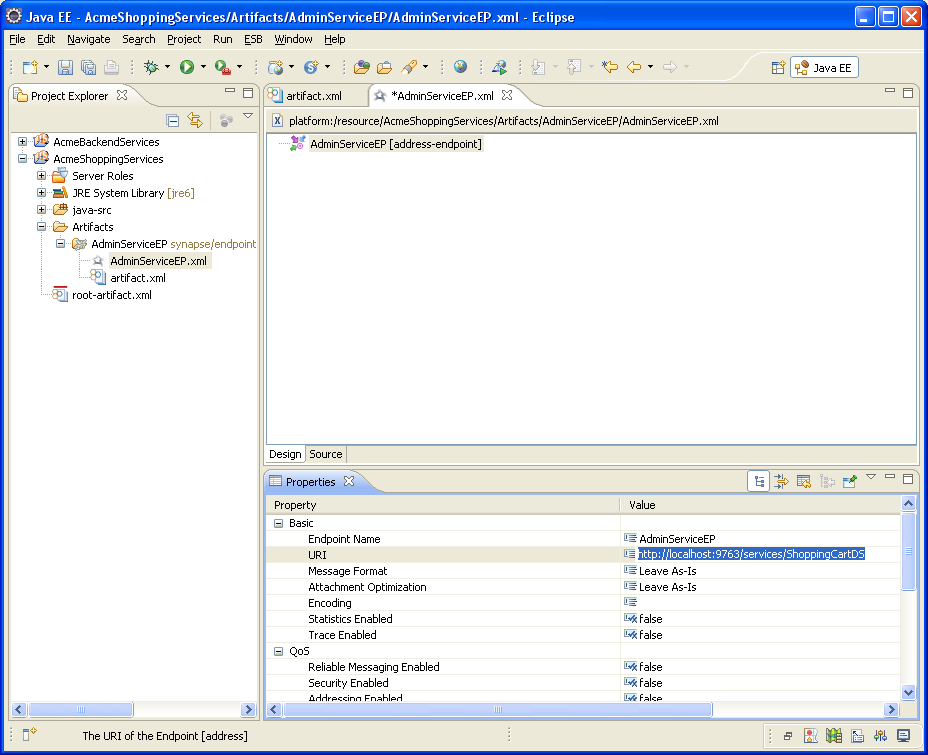 Java EE - AcmeShoppingServices/Artifacts/AdminServiceEP/AdminServiceEP.xml - Eclipse
File Edit Navigate Search Project Run ESB Window Help
Java EE
Project Explorer
AcmeBackendServices
AcmeShoppingServices
Server Roles
JRE System Library [jre6]
java-src
Artifacts
AdminServiceEP synapse/endpoint
AdminServiceEP.xml
artifact.xml
root-artifact.xml
artifact.xml *AdminServiceEP.xml
platform:/resource/AcmeShoppingServices/Artifacts/AdminServiceEP/AdminServiceEP.xml
AdminServiceEP [address-endpoint]
Design Source
Properties
Property Value
Basic
Endpoint Name AdminServiceEP
URI http://localhost:9763/services/ShoppingCartDS
Message Format Leave As-Is
Attachment Optimization Leave As-Is
Encoding
Statistics Enabled false
Trace Enabled false
QoS
Reliable Messaging Enabled false
Security Enabled false
Addressing Enabled false
The URI of the Endpoint [address]